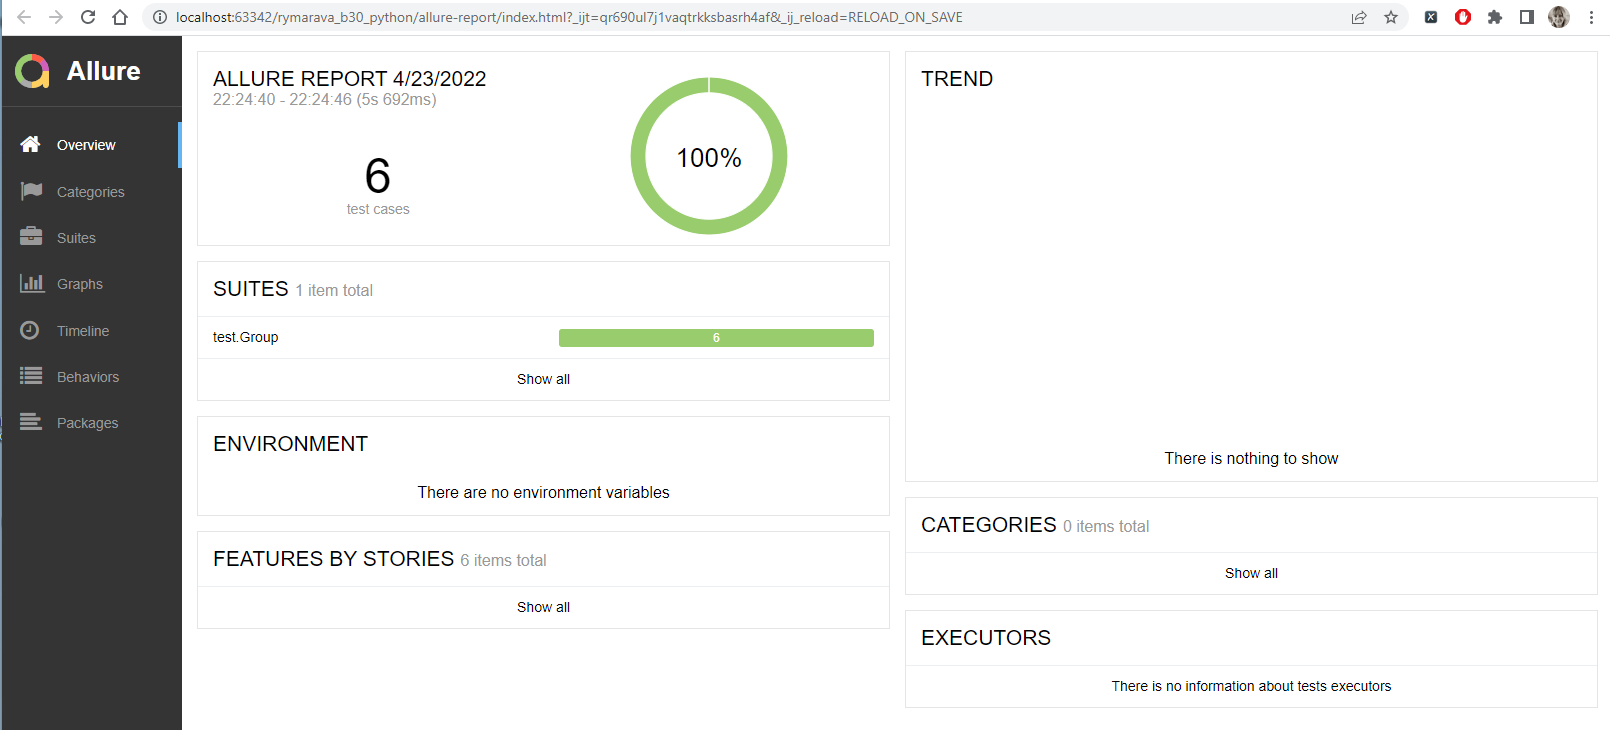 localhost:63342/rymarava_b30_python/allure-report/index.html?_ijt=qr690ul7j1vaqtrkksbasrh4af&_ij_reload=RELOAD_ON_SAVE
Allure
Overview
Categories
Suites
Graphs
Timeline
Behaviors
Packages
ALLURE REPORT 4/23/2022
22:24:40 - 22:24:46 (5s 692ms)
6
test cases
100%
SUITES 1 item total
test.Group 6
Show all
ENVIRONMENT
There are no environment variables
FEATURES BY STORIES 6 items total
Show all
TREND
There is nothing to show
CATEGORIES 0 items total
Show all
EXECUTORS
There is no information about tests executors